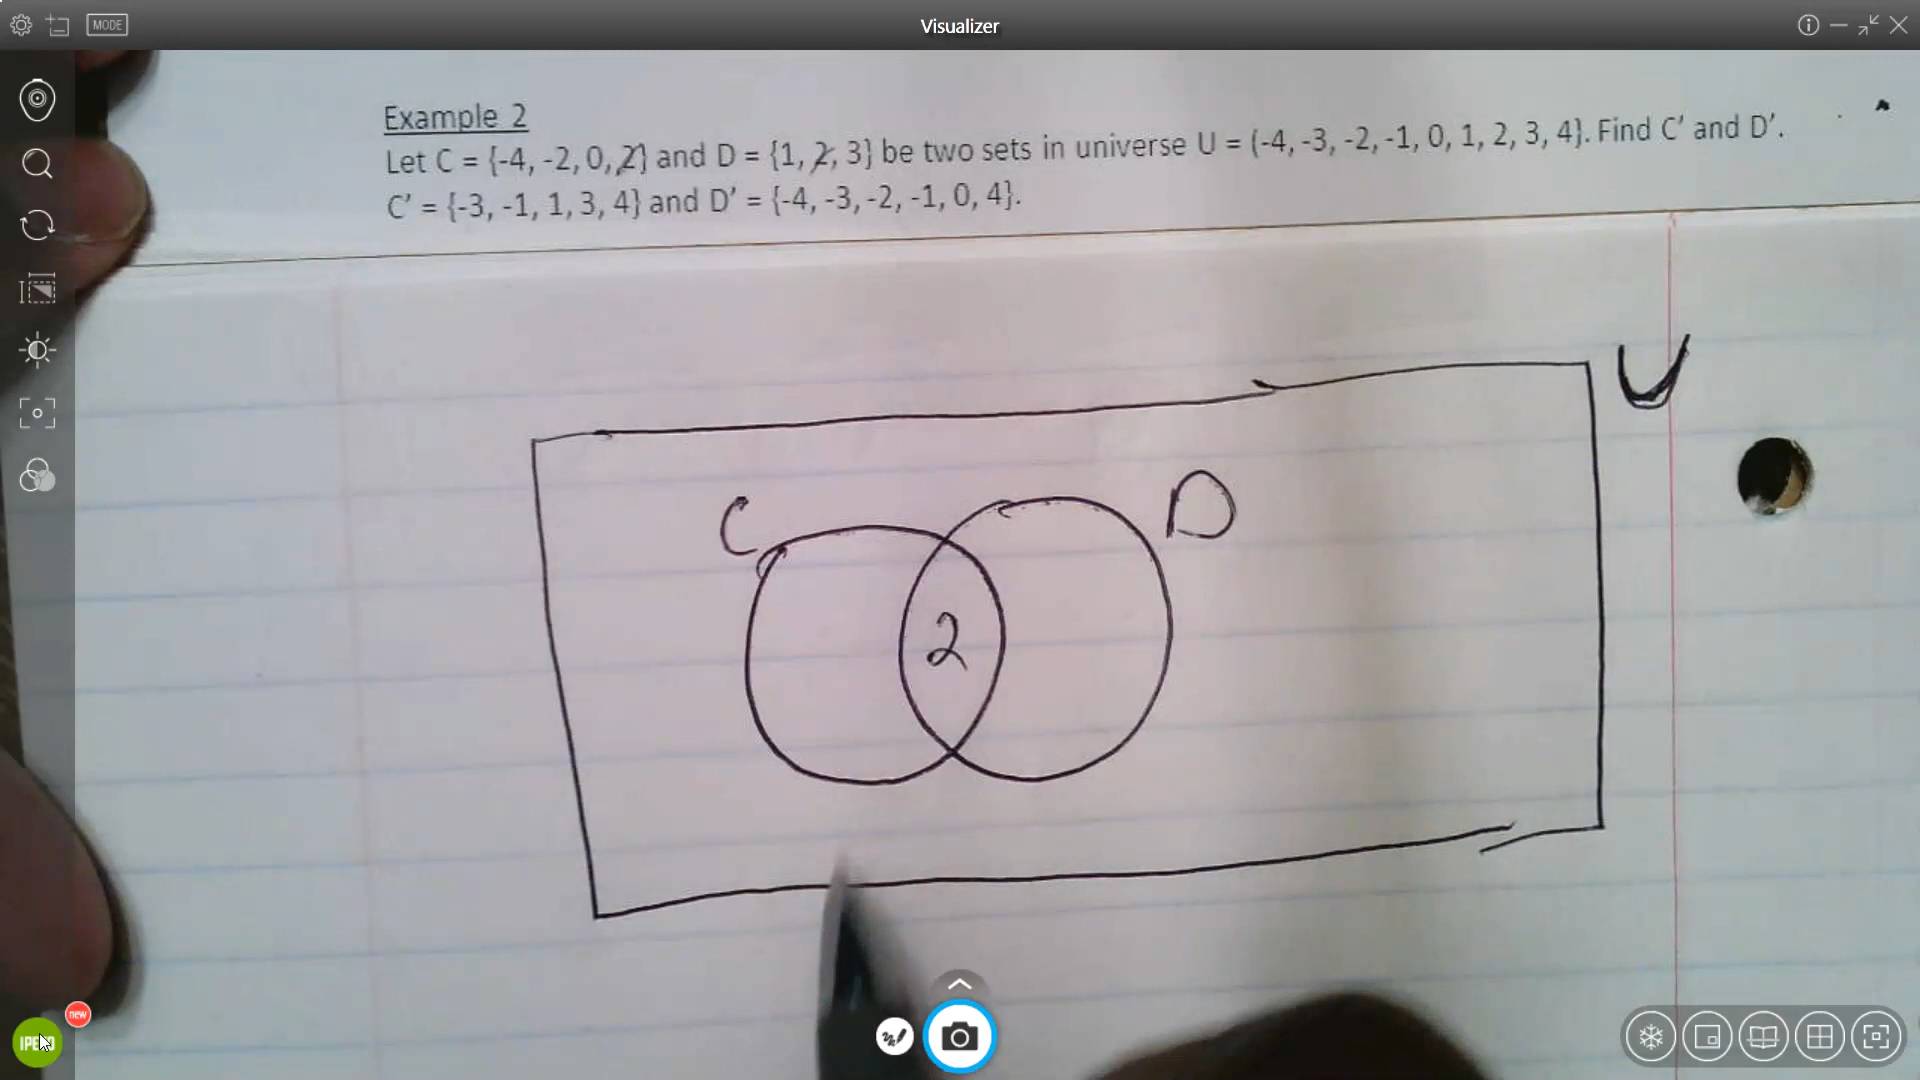 MODE
Visualizer
Example 2
Let C = {-4, -2, 0, 2} and D = {1, 2, 3} be two sets in universe U = (-4, -3, -2, -1, 0, 1, 2, 3, 4}. Find C' and D'.
C' = {-3, -1, 1, 3, 4} and D' = {-4, -3, -2, -1, 0, 4}.
U
C
D
2
new